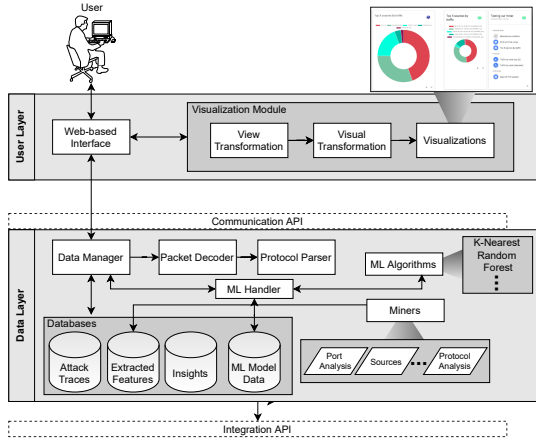 User
User Layer
Web-based
Interface
Visualization Module
View
Transformation
Visual
Transformation
Visualizations
Communication API
Data Layer
Data Manager
Packet Decoder
Protocol Parser
ML Algorithms
K-Nearest
Random
Forest
ML Handler
Miners
Databases
Attack
Traces
Extracted
Features
Insights
ML Model
Data
Port
Analysis
Sources
Protocol
Analysis
Integration API